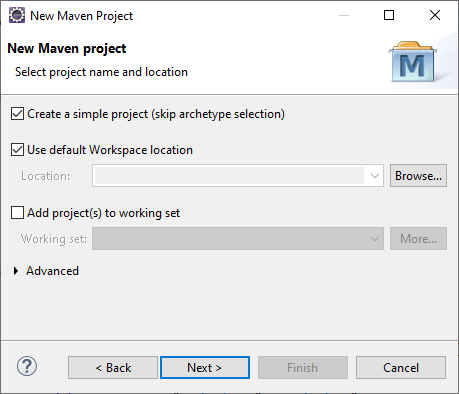 New Maven Project
New Maven project
Select project name and location
M
Create a simple project (skip archetype selection)
Use default Workspace location
Location:
Browse...
Add project(s) to working set
Working set:
More...
Advanced
?
< Back
Next >
Finish
Cancel